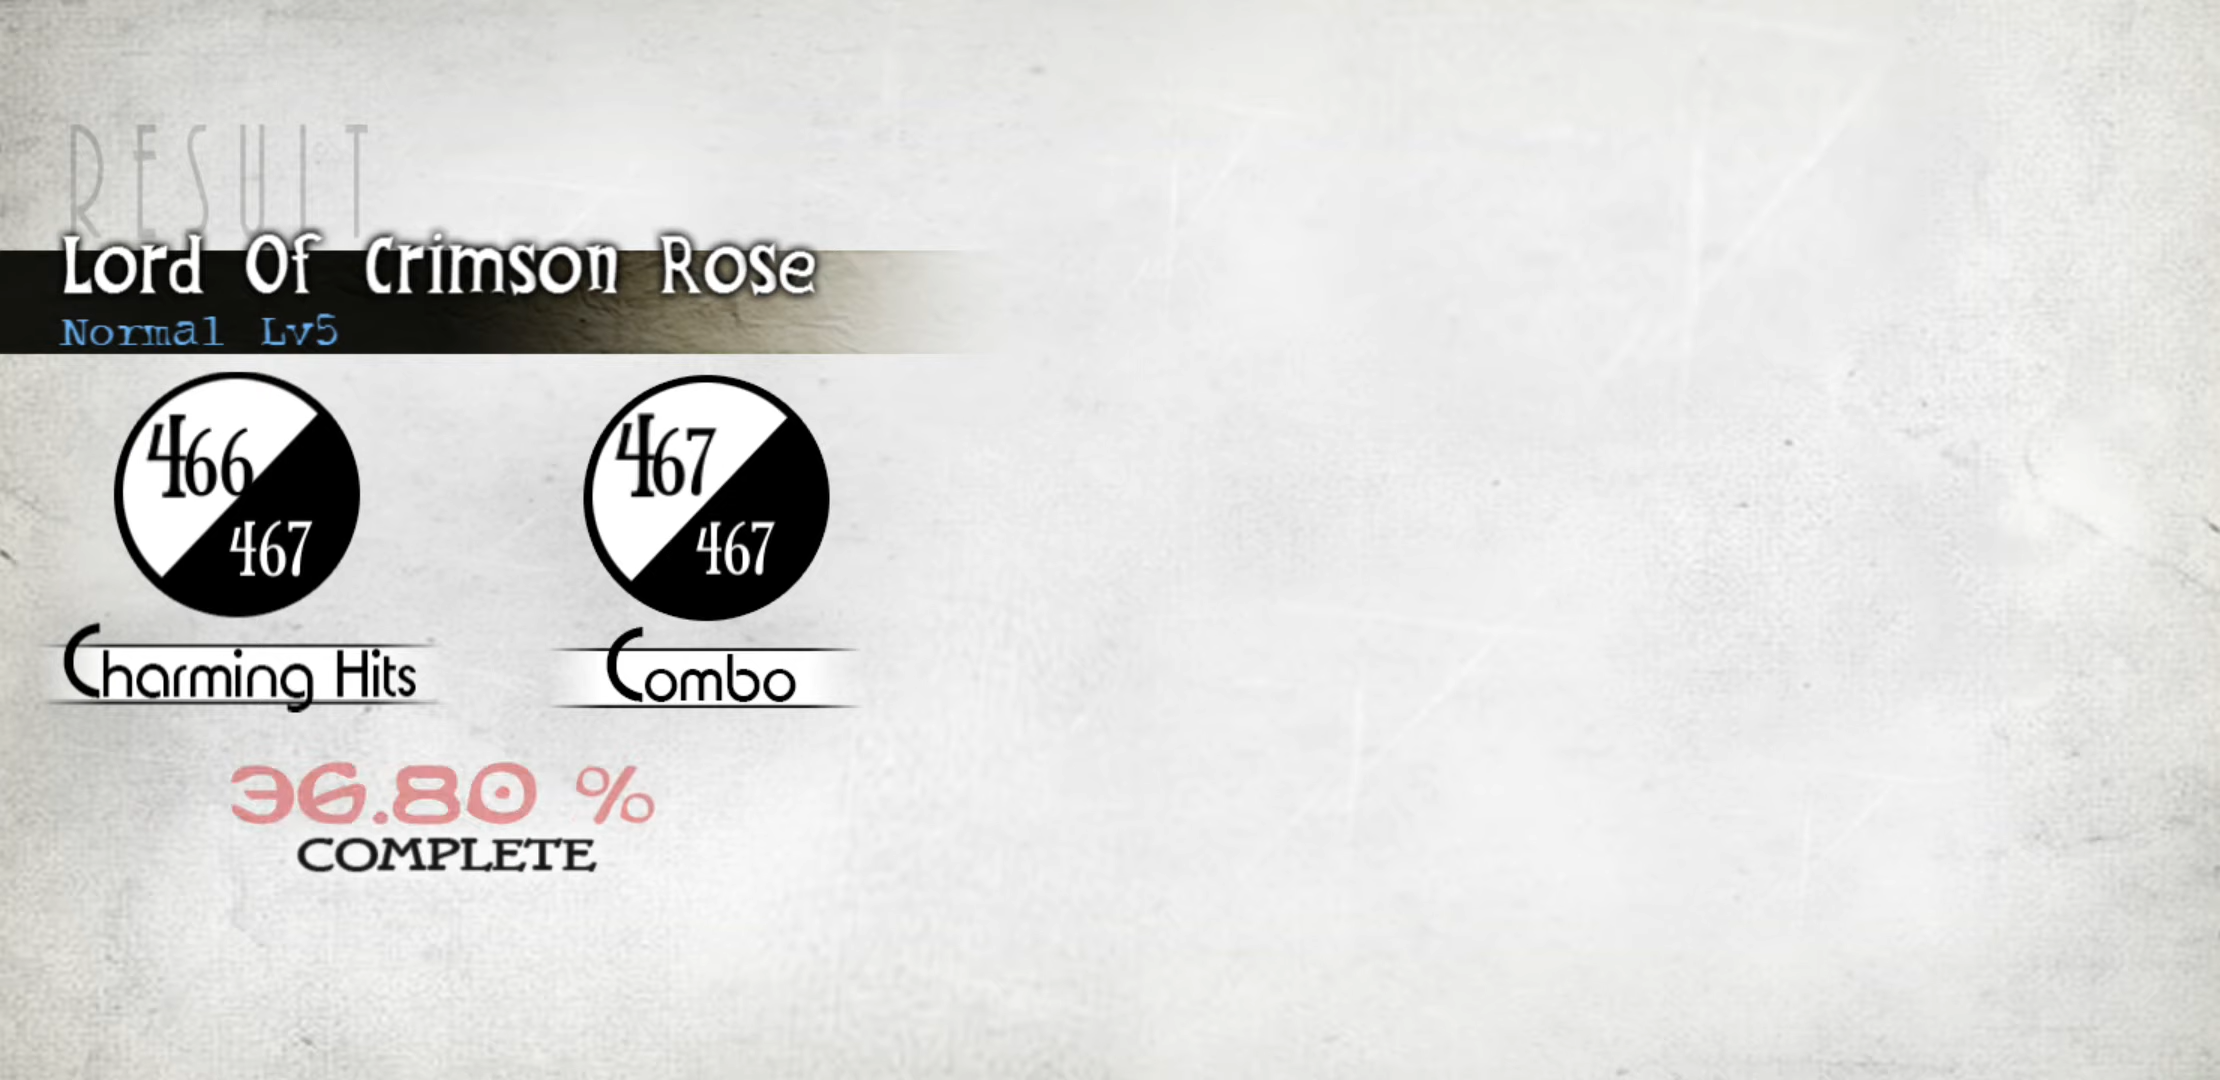 RESULT
Lord Of Crimson Rose
Normal Lv5
466
467
Charming Hits
467
467
Combo
36.80 %
COMPLETE